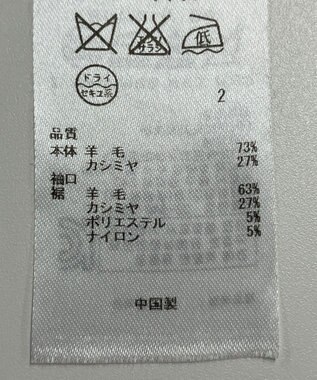 低
ドライ
セキユ系
2
品質
本体 羊毛 73%
カシミヤ 27%
袖口
裾 羊毛 63%
カシミヤ 27%
ポリエステル 5%
ナイロン 5%
中国製